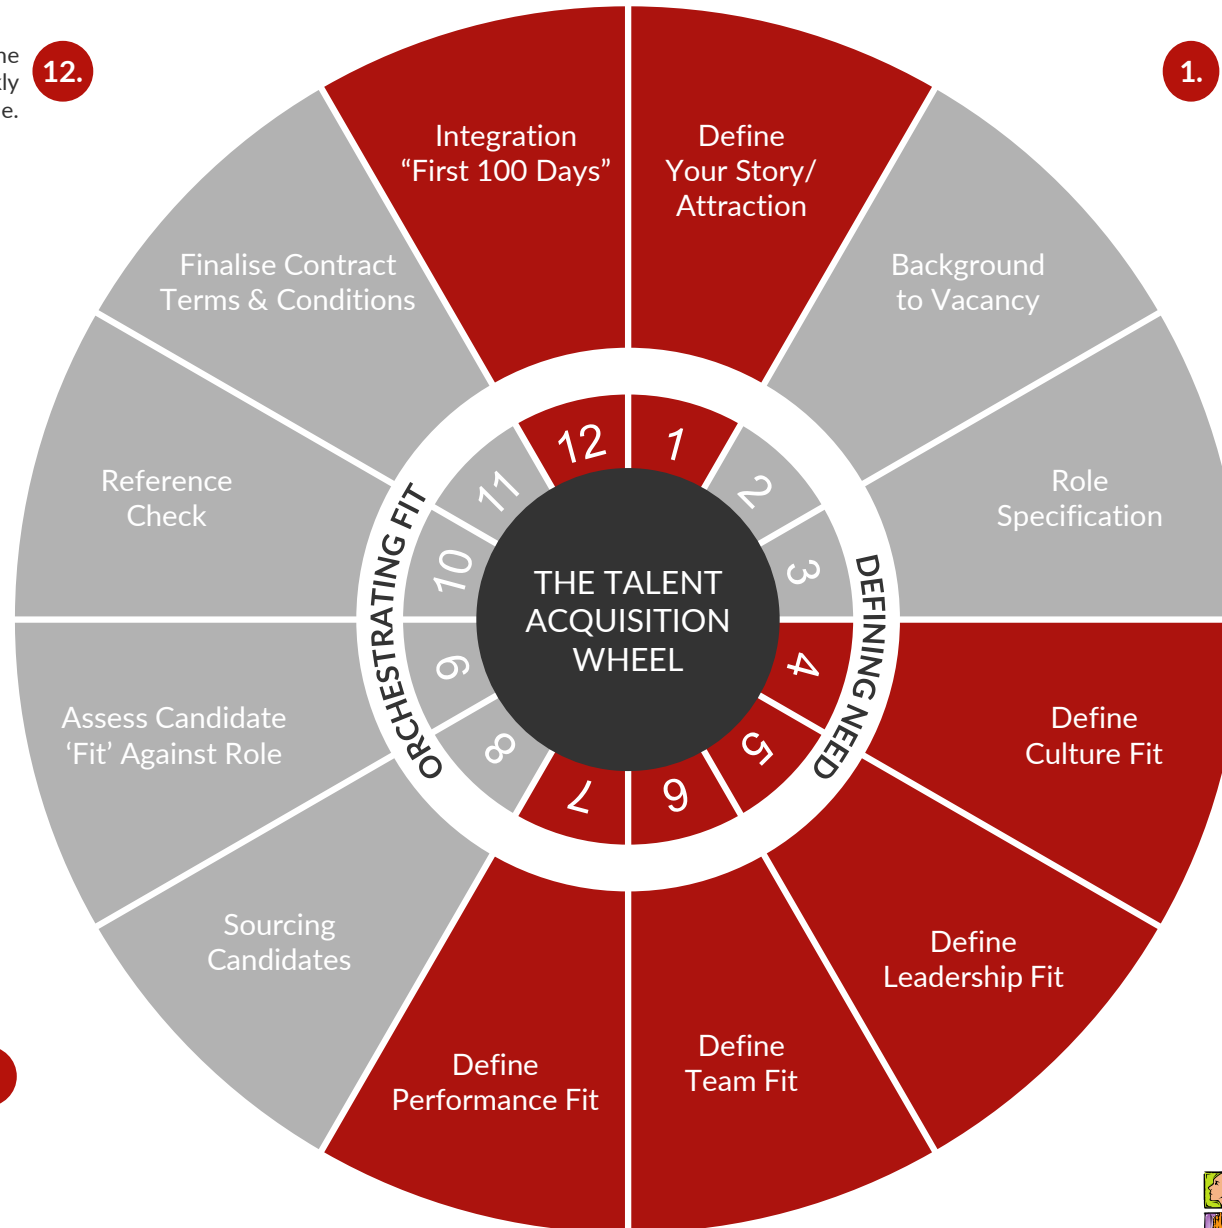 12.
1.
Integration
“First 100 Days”
Define
Your Story/
Attraction
Background
to Vacancy
Role
Specification
Define
Culture Fit
Define
Leadership Fit
Define
Team Fit
Define
Performance Fit
Sourcing
Candidates
Assess Candidate
‘Fit’ Against Role
Reference
Check
Finalise Contract
Terms & Conditions
1
2
3
4
5
6
7
8
9
10
11
12
DEFINING NEED
ORCHESTRATING FIT
THE TALENT
ACQUISITION
WHEEL